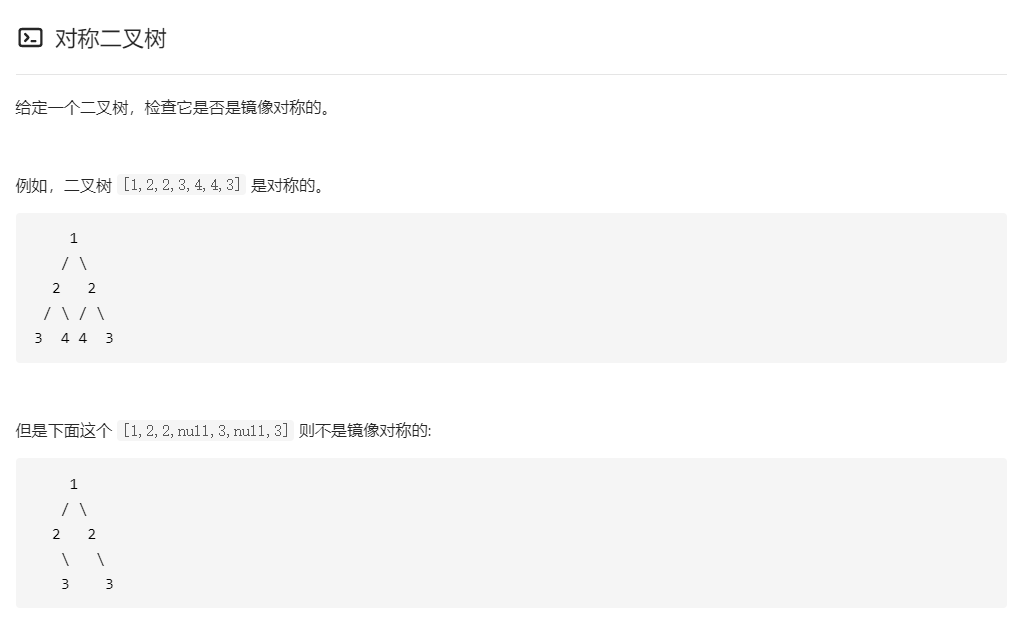 对称二叉树
给定一个二叉树，检查它是否是镜像对称的。
例如，二叉树 [1,2,2,3,4,4,3] 是对称的。
    1
   / \
  2   2
 / \ / \
3  4 4  3
但是下面这个 [1,2,2,null,3,null,3] 则不是镜像对称的:
    1
   / \
  2   2
   \   \
   3    3